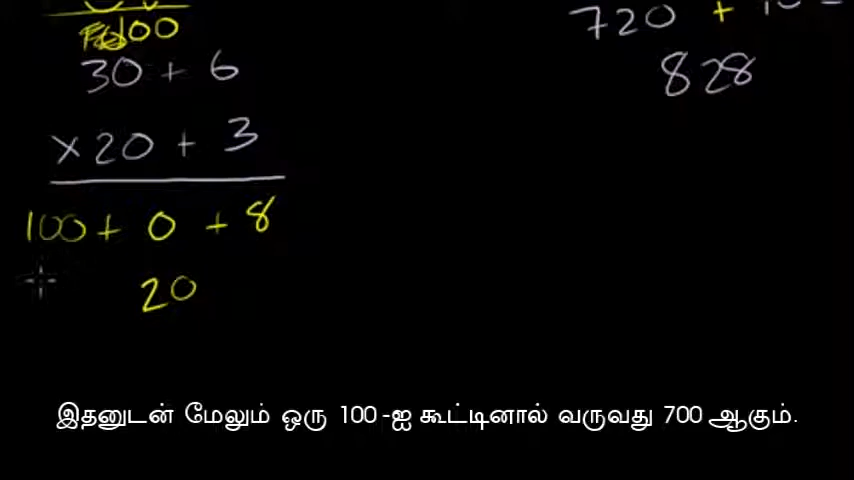 720 +
30 + 6
828
×20 + 3
100 + 0 + 8
20
இதனுடன் மேலும் ஒரு 100 -ஐ கூட்டினால் வருவது 700 ஆகும்.